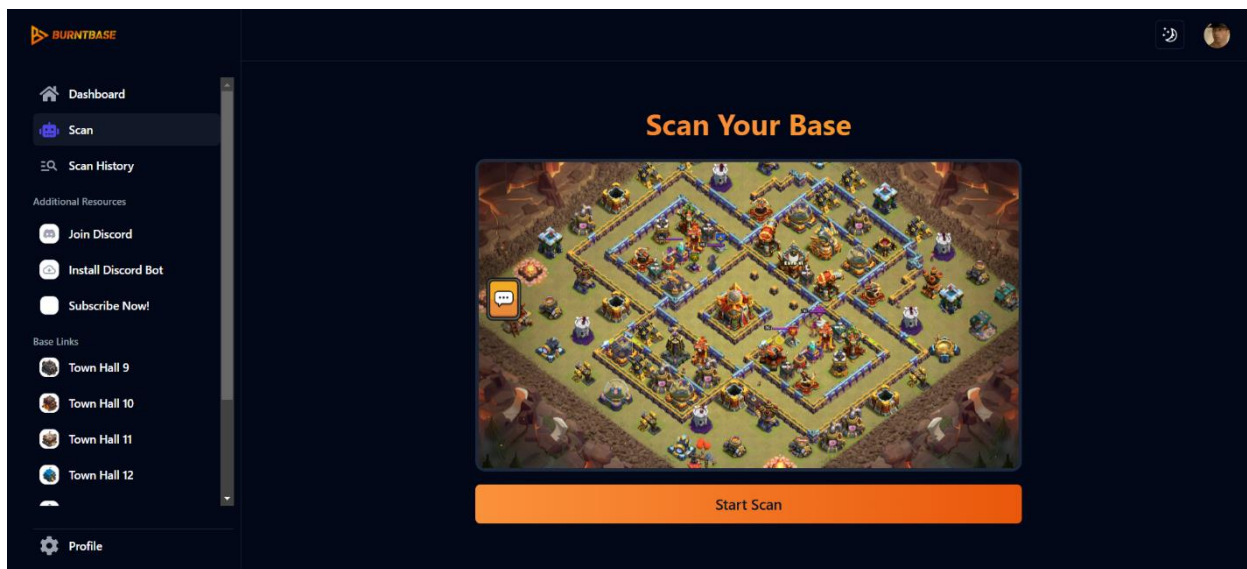 BURNTBASE
Dashboard
Scan
Scan History
Additional Resources
Join Discord
Install Discord Bot
Subscribe Now!
Base Links
Town Hall 9
Town Hall 10
Town Hall 11
Town Hall 12
Profile
Scan Your Base
Start Scan